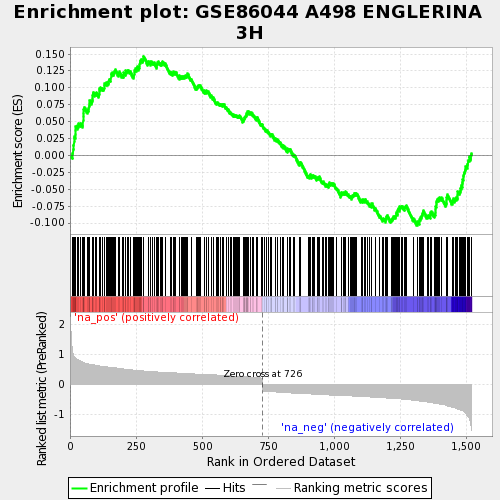 Enrichment plot: GSE86044 A498 ENGLERINA
3H
Enrichment score (ES)
0.150
0.125
0.100
0.075
0.050
0.025
0.000
-0.025
-0.050
-0.075
-0.100
'na_pos' (positively correlated)
Ranked list metric (PreRanked)
2
1
0
-1
Zero cross at 726
'na_neg' (negatively correlated)
0
250
500
750
1,000
1,250
1,500
Rank in Ordered Dataset
Enrichment profile
Hits
Ranking metric scores